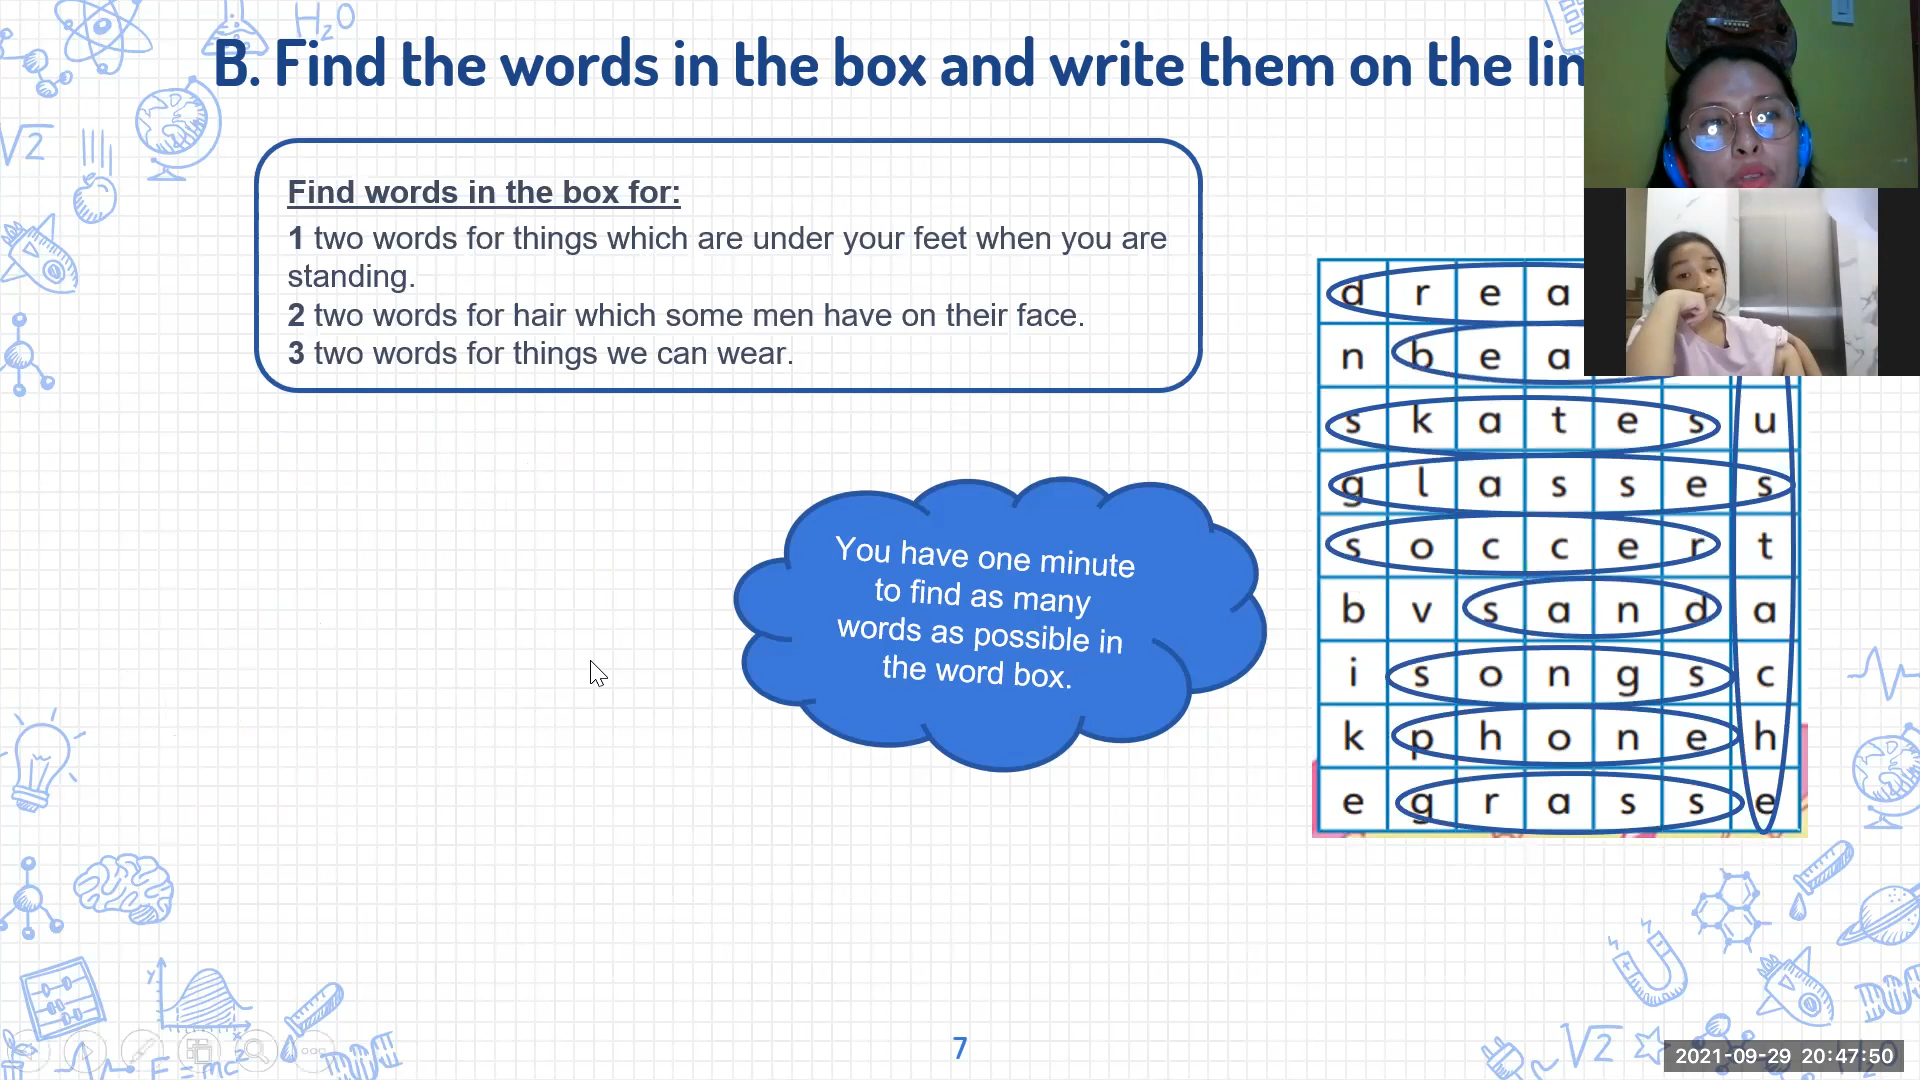 H₂O
B. Find the words in the box and write them on the lin
√2
Find words in the box for:
1 two words for things which are under your feet when you are
standing.
2 two words for hair which some men have on their face.
3 two words for things we can wear.
You have one minute
to find as many
words as possible in
the word box.
d r e a
n b e a
s k a t e s u
g l a s s e s
s o c c e r t
b v s a n d a
i s o n g s c
k p h o n e h
e g r a s s e
7
√2
2021-09-29 20:47:50